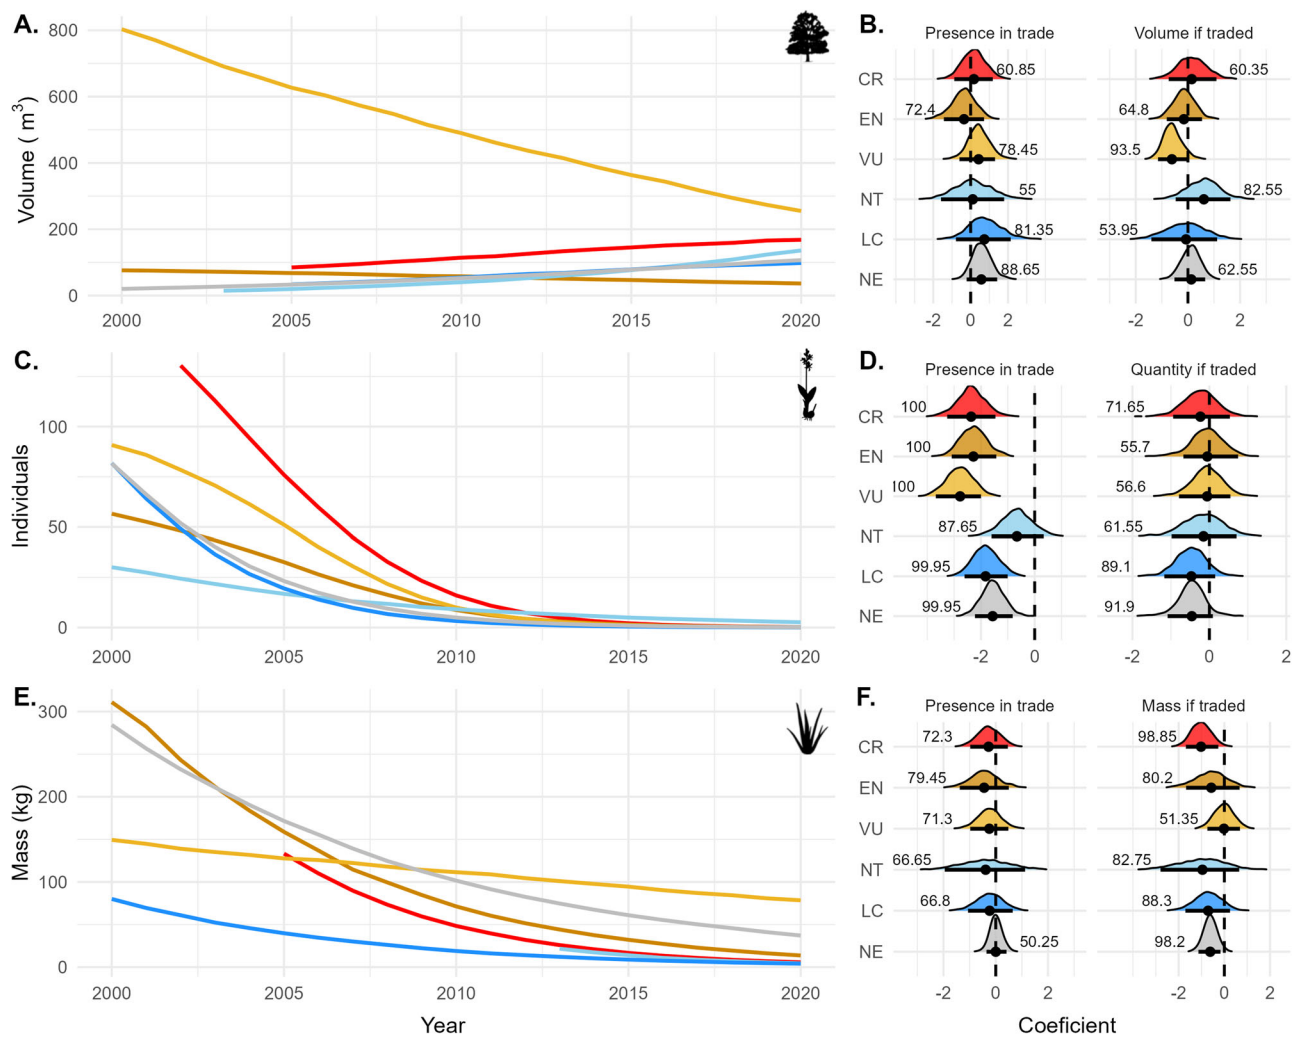 A.
800
600
400
200
0
Volume ( m³)
2000 2005 2010 2015 2020
B.
Presence in trade Volume if traded
CR 60.85 60.35
EN 72.4 64.8
VU 78.45 93.5
NT 55 82.55
LC 81.35 53.95
NE 88.65 62.55
-2 0 2 0 2
C.
100
50
0
Individuals
2000 2005 2010 2015 2020
D.
Presence in trade Quantity if traded
CR 100 71.65
EN 100 55.7
VU 100 56.6
NT 87.65 61.55
LC 99.95 89.1
NE 99.95 91.9
-2 0 -2 0 2
E.
300
200
100
0
Mass (kg)
2000 2005 2010 2015 2020
Year
F.
Presence in trade Mass if traded
CR 72.3 98.85
EN 79.45 80.2
VU 71.3 51.35
NT 66.65 82.75
LC 66.8 88.3
NE 50.25 98.2
-2 0 2 -2 0 2
Coeficient